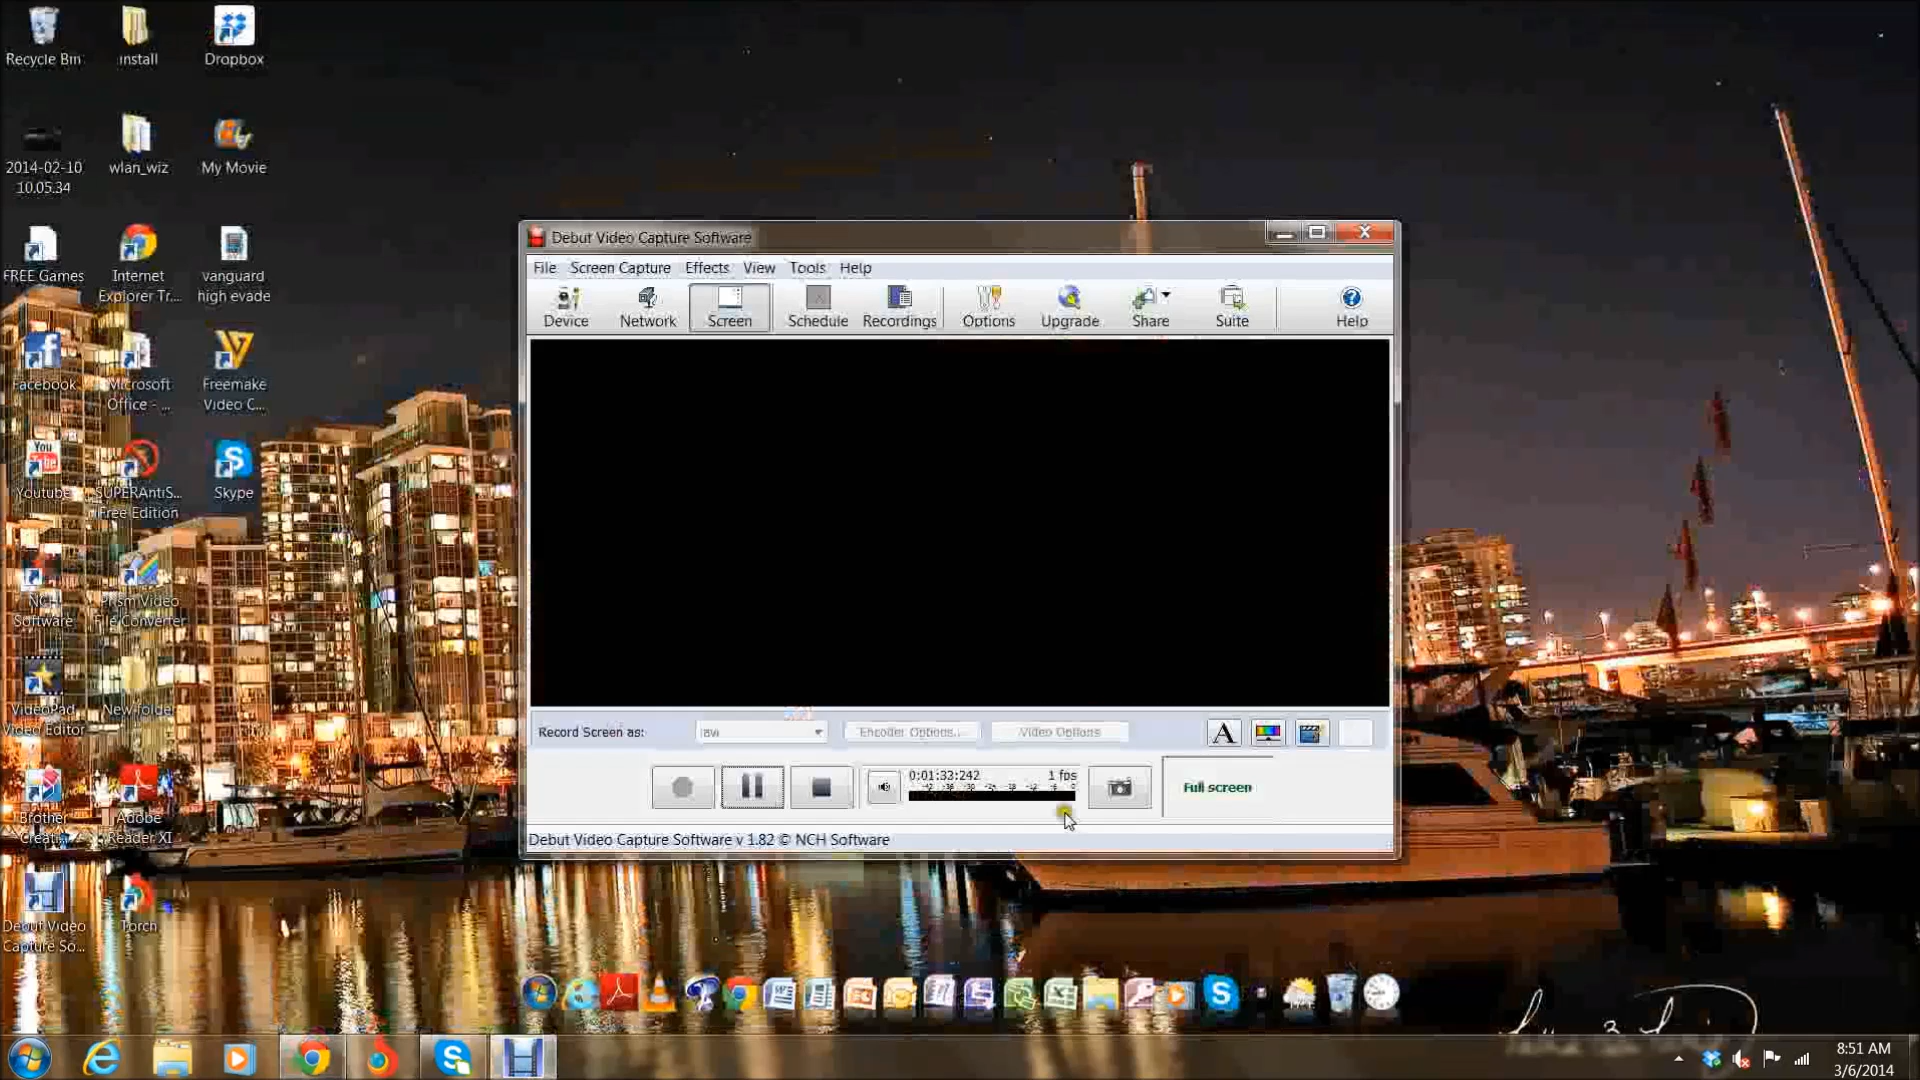 Recycle Bin
install
Dropbox
2014-02-10
10.05.34
wlan_wiz
My Movie
FREE Games
Internet
Explorer Tr...
vanguard
high evade
Facebook
Microsoft
Office - ...
Freemake
Video C...
You
Tube
Youtube
SUPERAntiS...
Free Edition
Skype
NCH
Software
Prism Video
File Converter
VideoPad
Video Editor
New folder
Brother
Creati...
Adobe
Reader XI
Debut Video
Capture So...
Torch
Debut Video Capture Software
File Screen Capture Effects View Tools Help
Device Network Screen Schedule Recordings Options Upgrade Share Suite Help
Record Screen as: .avi Encoder Options... Video Options
A
0:01:33:242 1 fps
Full screen
Debut Video Capture Software v 1.82 © NCH Software
8:51 AM
3/6/2014